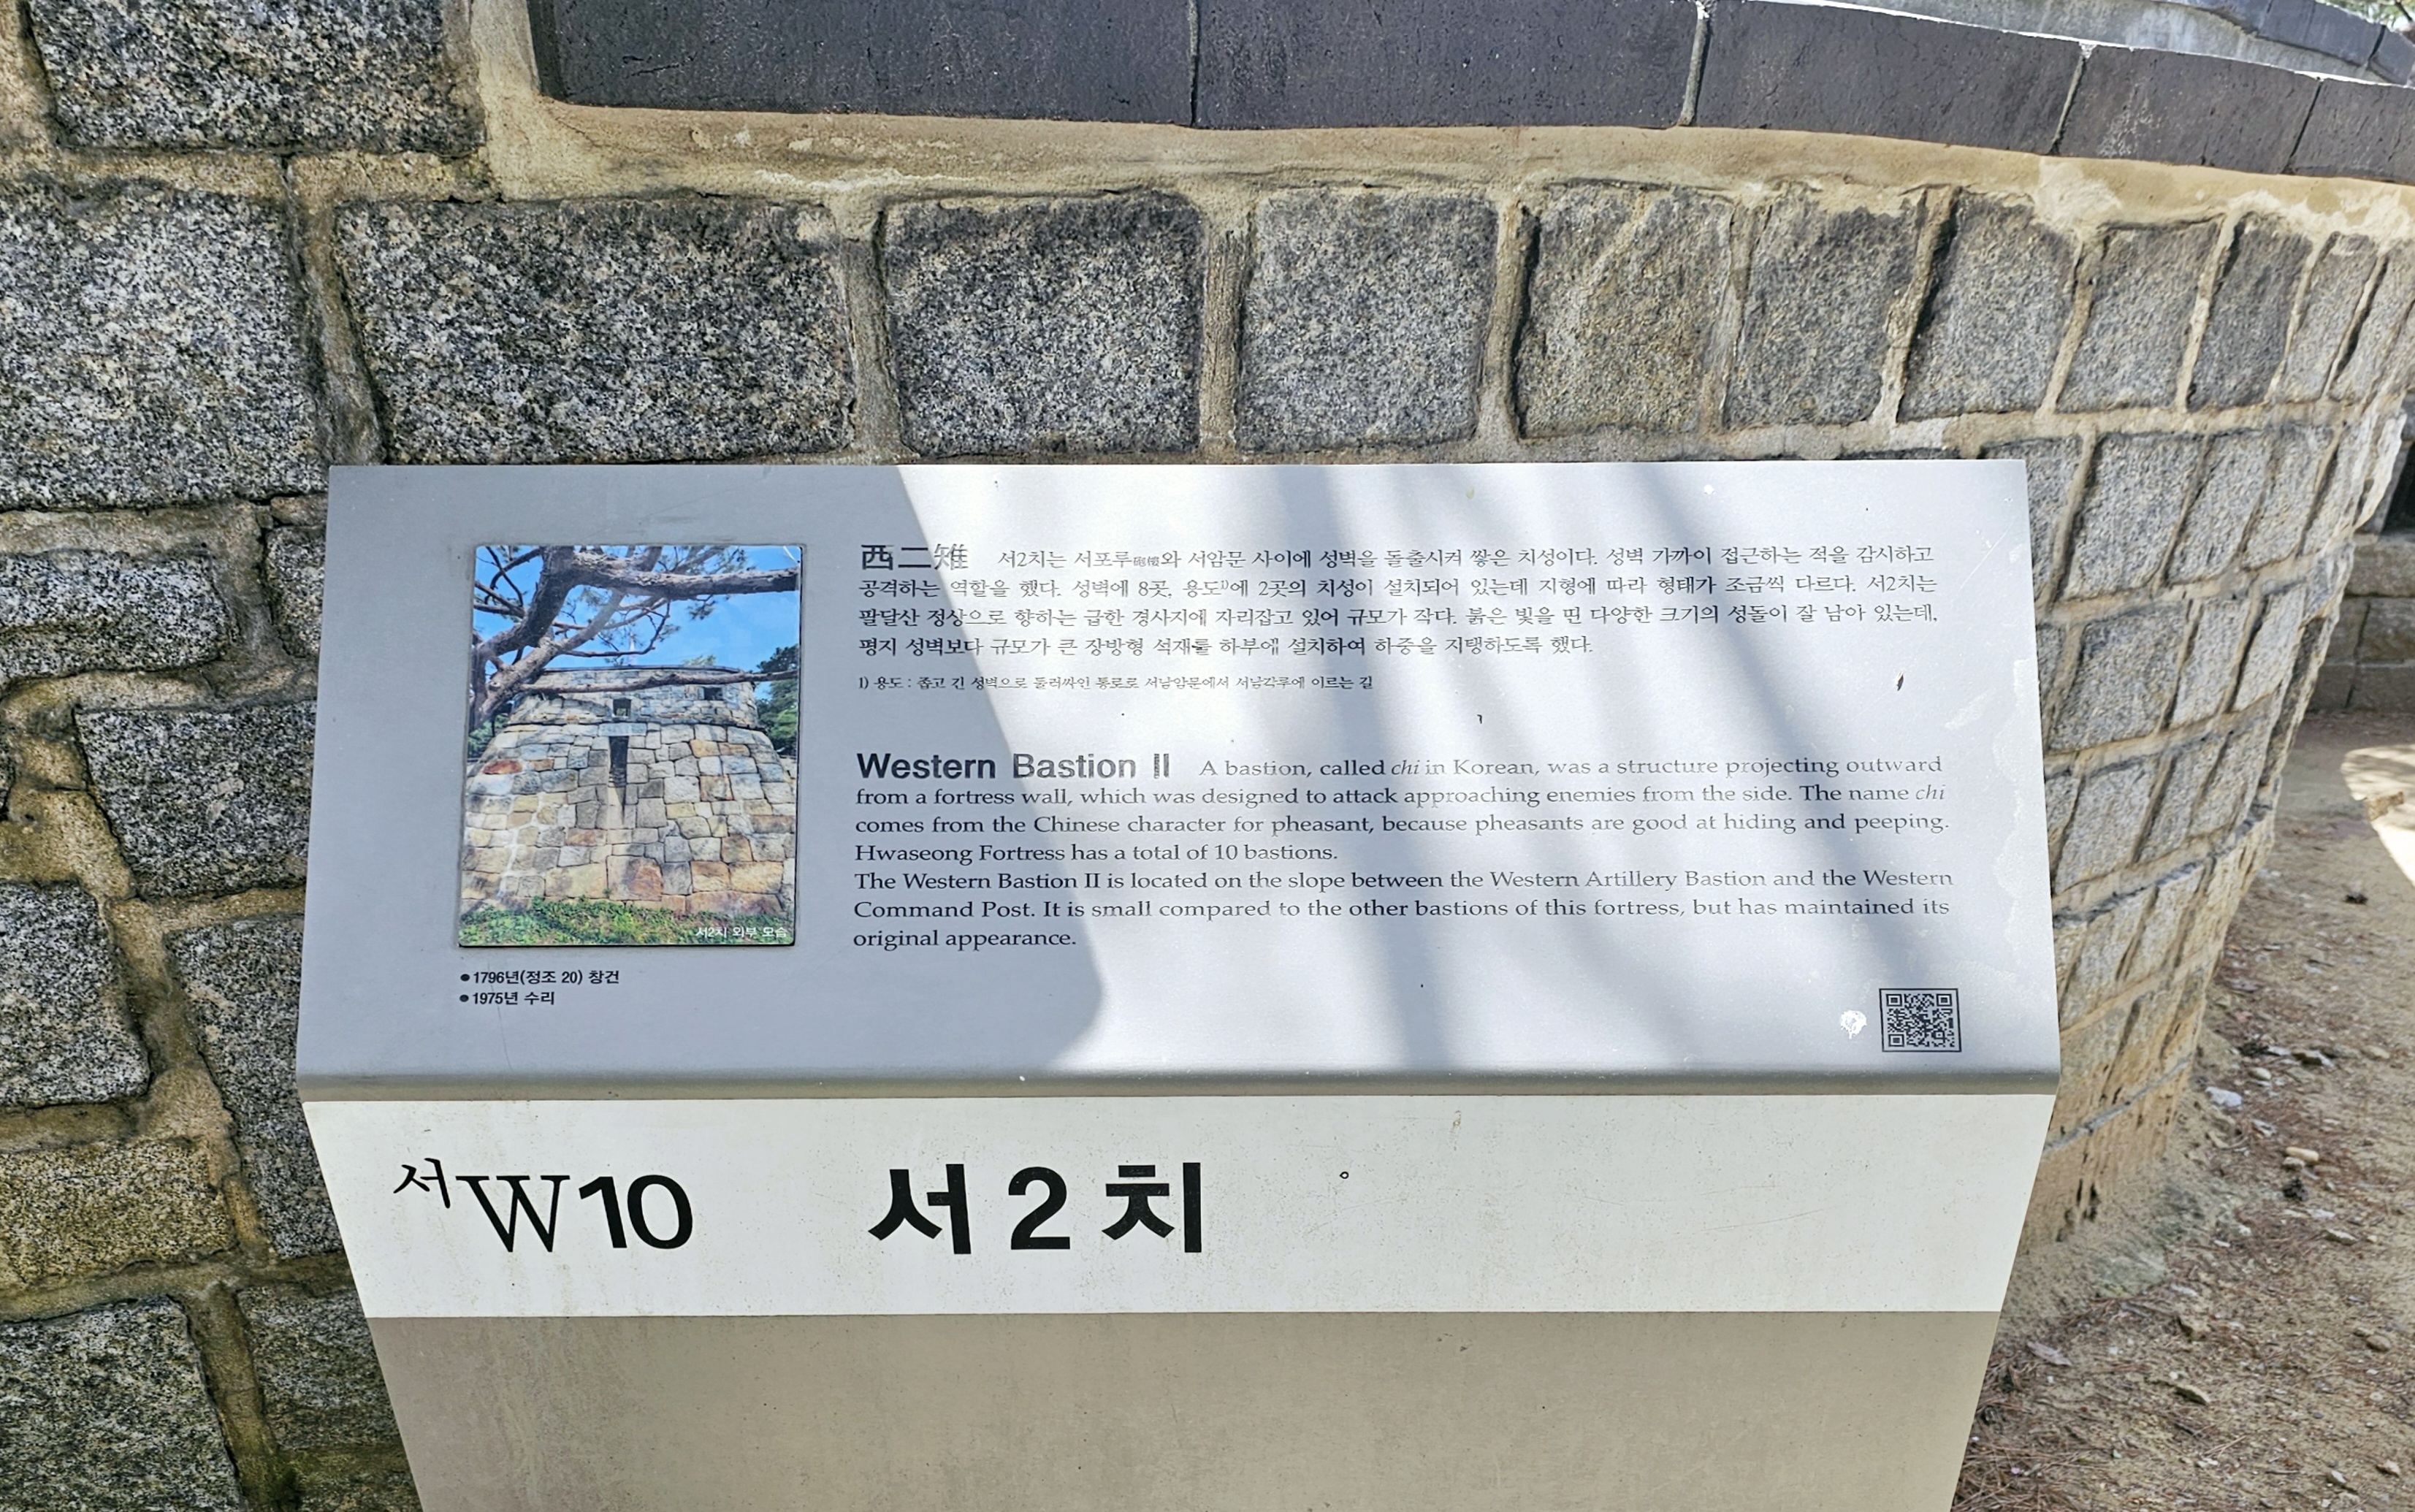 西二雉 서2치는 서포루砲樓와 서암문 사이에 성벽을 돌출시켜 쌓은 치성이다. 성벽 가까이 접근하는 적을 감시하고
공격하는 역할을 했다. 성벽에 8곳, 용도1)에 2곳의 치성이 설치되어 있는데 지형에 따라 형태가 조금씩 다르다. 서2치는
팔달산 정상으로 향하는 급한 경사지에 자리잡고 있어 규모가 작다. 붉은 빛을 띤 다양한 크기의 성돌이 잘 남아 있는데,
평지 성벽보다 규모가 큰 장방형 석재를 하부에 설치하여 하중을 지탱하도록 했다.
1) 용도 : 좁고 긴 성벽으로 둘러싸인 통로로 서남암문에서 서남각루에 이르는 길
Western Bastion II A bastion, called chi in Korean, was a structure projecting outward
from a fortress wall, which was designed to attack approaching enemies from the side. The name chi
comes from the Chinese character for pheasant, because pheasants are good at hiding and peeping.
Hwaseong Fortress has a total of 10 bastions.
The Western Bastion II is located on the slope between the Western Artillery Bastion and the Western
Command Post. It is small compared to the other bastions of this fortress, but has maintained its
original appearance.
서2치 외부 모습
●1796년(정조 20) 창건
●1975년 수리
서W10 서2치